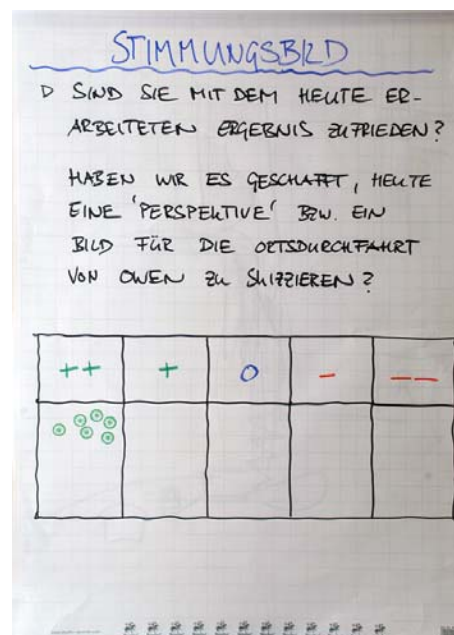 STIMMUNGSBILD
▷ SIND SIE MIT DEM HEUTE ER-
ARBEITETEN ERGEBNIS ZUFRIEDEN?
HABEN WIR ES GESCHAFFT, HEUTE
EINE 'PERSPEKTIVE' BZW. EIN
BILD FÜR DIE ORTSDURCHFAHRT
VON OWEN ZU SKIZZIEREN?
++ + O - --